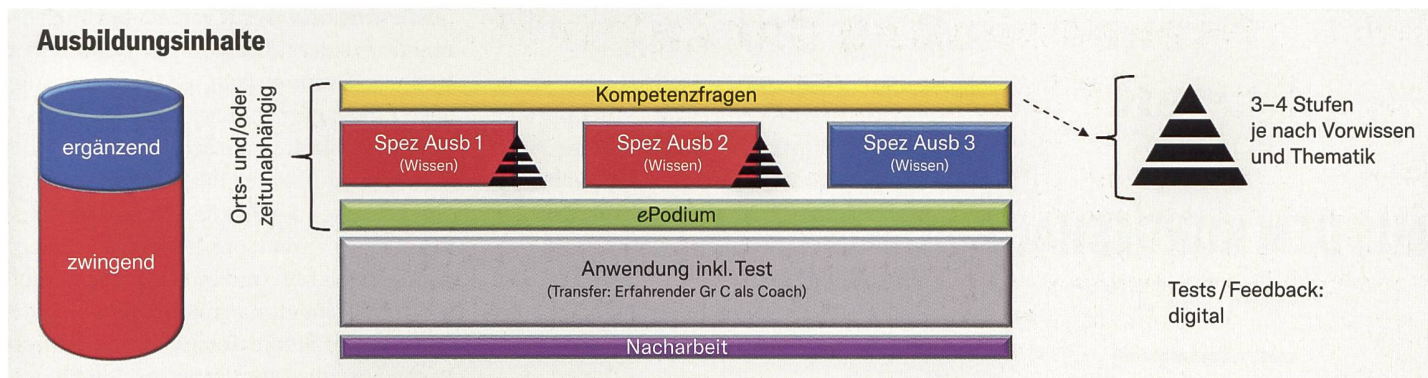 Ausbildungsinhalte
ergänzend
zwingend
Orts- und/oder
zeitunabhängig
Kompetenzfragen
Spez Ausb 1
(Wissen)
Spez Ausb 2
(Wissen)
Spez Ausb 3
(Wissen)
ePodium
Anwendung inkl. Test
(Transfer: Erfahrender Gr C als Coach)
Nacharbeit
3–4 Stufen
je nach Vorwissen
und Thematik
Tests / Feedback:
digital